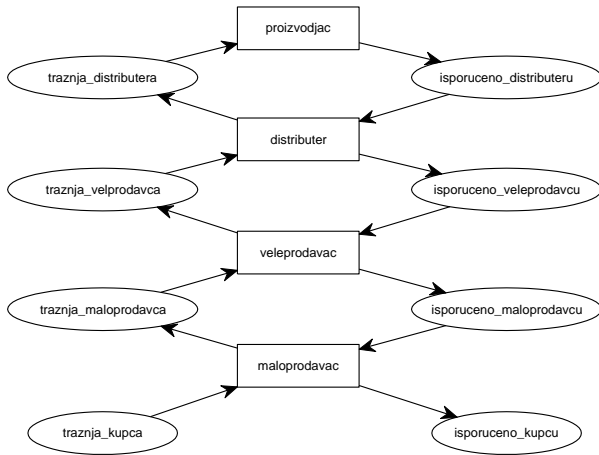 proizvodjac
traznja_distributera
isporuceno_distributeru
distributer
traznja_velprodavca
isporuceno_veleprodavcu
veleprodavac
traznja_maloprodavca
isporuceno_maloprodavcu
maloprodavac
traznja_kupca
isporuceno_kupcu